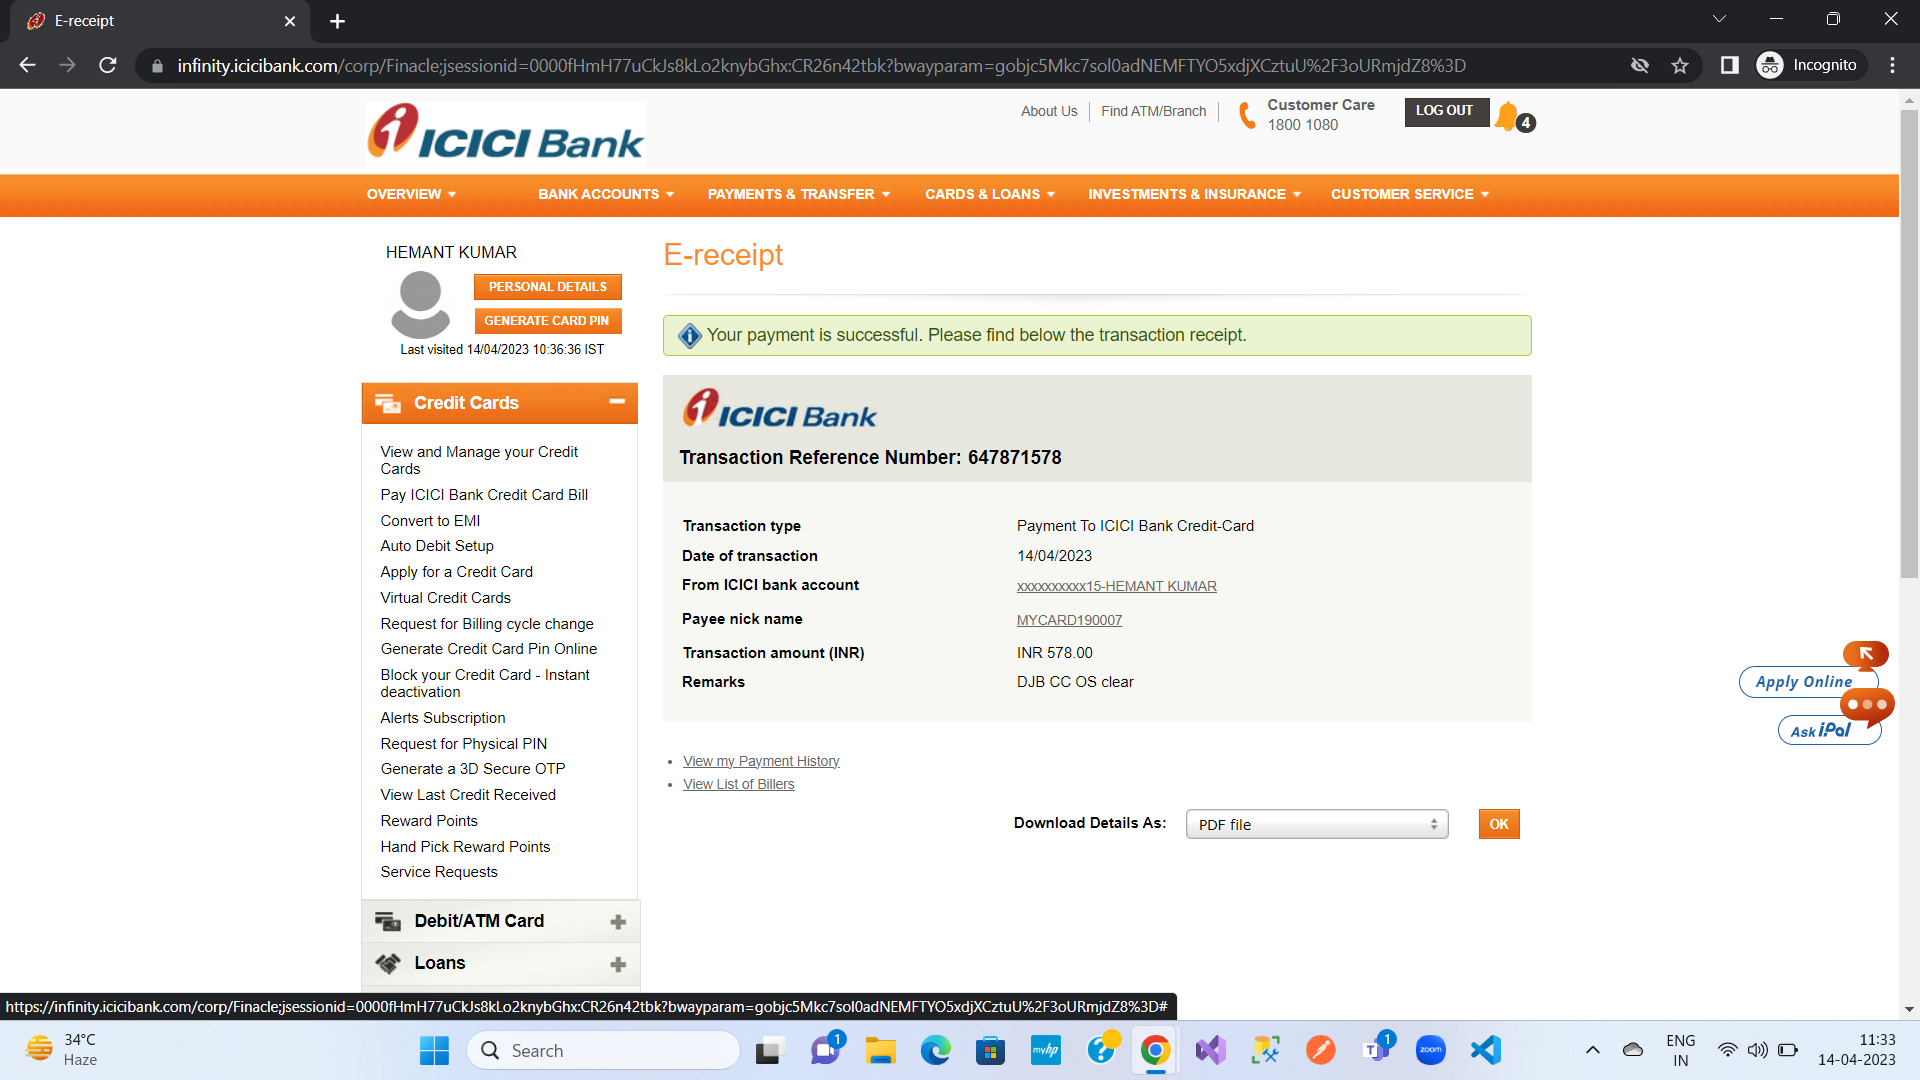 E-receipt
infinity.icicibank.com/corp/Finacle;jsessionid=0000fHmH77uCkJs8kLo2knybGhx:CR26n42tbk?bwayparam=gobjc5Mkc7sol0adNEMFTYO5xdjXCztuU%2F3oURmjdZ8%3D
Incognito
ICICI Bank
About Us
Find ATM/Branch
Customer Care
1800 1080
LOG OUT
4
OVERVIEW
BANK ACCOUNTS
PAYMENTS & TRANSFER
CARDS & LOANS
INVESTMENTS & INSURANCE
CUSTOMER SERVICE
HEMANT KUMAR
PERSONAL DETAILS
GENERATE CARD PIN
Last visited 14/04/2023 10:36:36 IST
Credit Cards
View and Manage your Credit
Cards
Pay ICICI Bank Credit Card Bill
Convert to EMI
Auto Debit Setup
Apply for a Credit Card
Virtual Credit Cards
Request for Billing cycle change
Generate Credit Card Pin Online
Block your Credit Card - Instant
deactivation
Alerts Subscription
Request for Physical PIN
Generate a 3D Secure OTP
View Last Credit Received
Reward Points
Hand Pick Reward Points
Service Requests
Debit/ATM Card
Loans
E-receipt
Your payment is successful. Please find below the transaction receipt.
ICICI Bank
Transaction Reference Number: 647871578
Transaction type Payment To ICICI Bank Credit-Card
Date of transaction 14/04/2023
From ICICI bank account xxxxxxxxxx15-HEMANT KUMAR
Payee nick name MYCARD190007
Transaction amount (INR) INR 578.00
Remarks DJB CC OS clear
View my Payment History
View List of Billers
Download Details As: PDF file OK
Apply Online
Ask iPal
https://infinity.icicibank.com/corp/Finacle;jsessionid=0000fHmH77uCkJs8kLo2knybGhx:CR26n42tbk?bwayparam=gobjc5Mkc7sol0adNEMFTYO5xdjXCztuU%2F3oURmjdZ8%3D#
34°C
Haze
Search
1
myhp
1
zoom
ENG
IN
11:33
14-04-2023